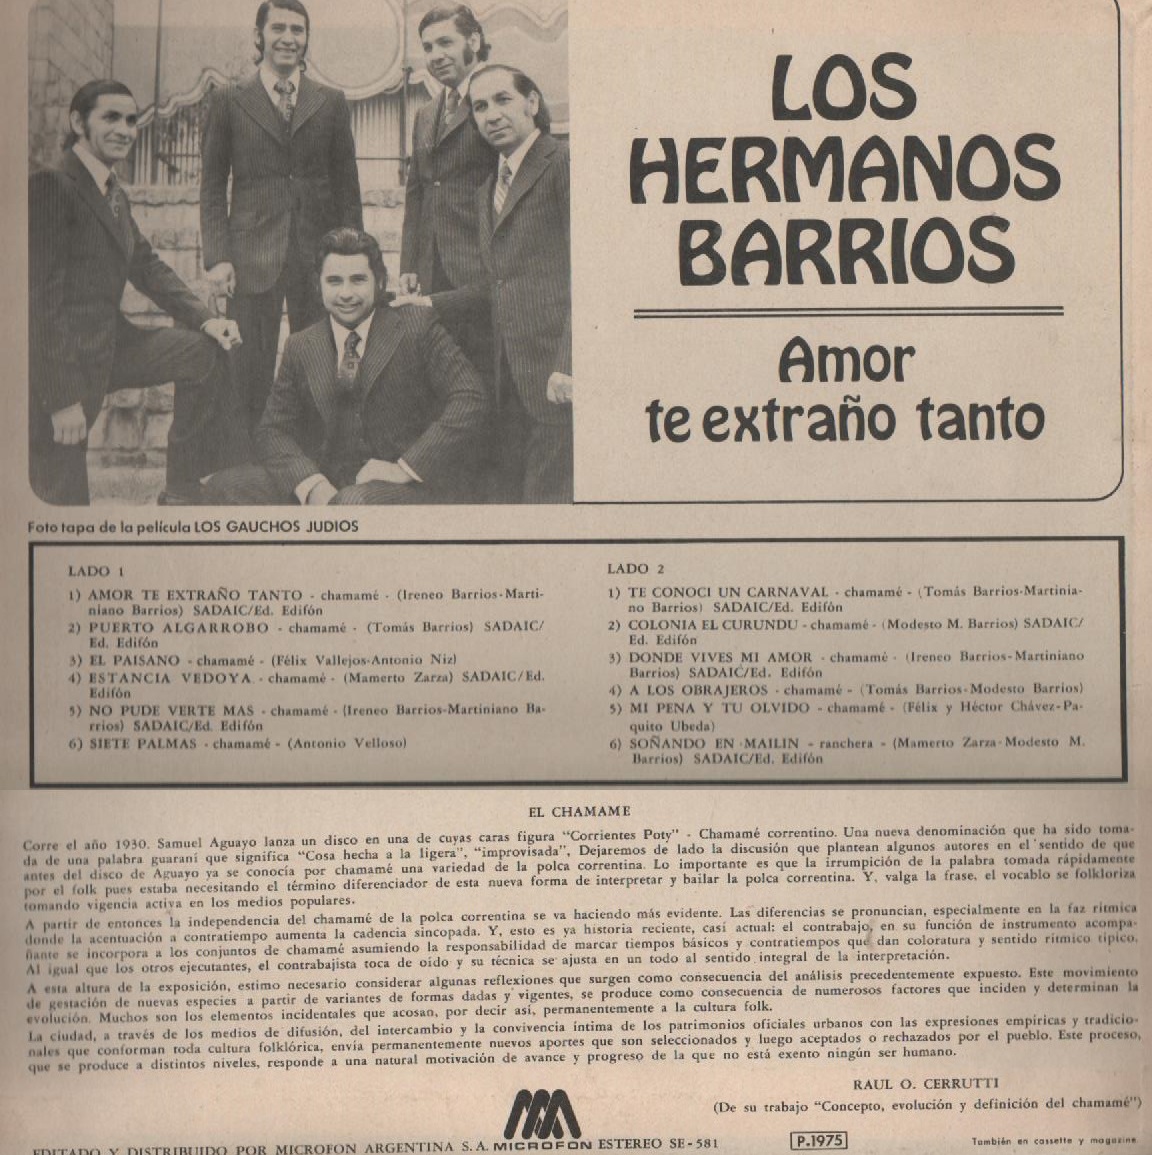 LOS
HERMANOS
BARRIOS
Amor
te extraño tanto
Foto tapa de la película LOS GAUCHOS JUDIOS
LADO 1
1) AMOR TE EXTRAÑO TANTO - chamamé - (Ireneo Barrios-Marti-
niano Barrios) SADAIC/Ed. Edifón
2) PUERTO ALGARROBO - chamamé - (Tomás Barrios) SADAIC/
Ed. Edifón
3) EL PAISANO - chamamé - (Félix Vallejos-Antonio Niz)
4) ESTANCIA VEDOYA - chamamé - (Mamerto Zarza) SADAIC/Ed.
Edifón
5) NO PUDE VERTE MAS - chamamé - (Ireneo Barrios-Martiniano Ba-
rrios) SADAIC/Ed. Edifón
6) SIETE PALMAS - chamamé - (Antonio Velloso)
LADO 2
1) TE CONOCI UN CARNAVAL - chamamé - (Tomás Barrios-Martinia-
no Barrios) SADAIC/Ed. Edifón
2) COLONIA EL CURUNDU - chamamé - (Modesto M. Barrios) SADAIC/
Ed. Edifón
3) DONDE VIVES MI AMOR - chamamé - (Ireneo Barrios-Martiniano
Barrios) SADAIC/Ed. Edifón
4) A LOS OBRAJEROS - chamamé - (Tomás Barrios-Modesto Barrios)
5) MI PENA Y TU OLVIDO - chamamé - (Félix y Héctor Chávez-Pa-
quito Ubeda)
6) SOÑANDO EN MAILIN - ranchera - (Mamerto Zarza-Modesto M.
Barrios) SADAIC/Ed. Edifón
EL CHAMAME
Corre el año 1930. Samuel Aguayo lanza un disco en una de cuyas caras figura "Corrientes Poty" - Chamamé correntino. Una nueva denominación que ha sido toma-
da de una palabra guaraní que significa "Cosa hecha a la ligera", "improvisada", Dejaremos de lado la discusión que plantean algunos autores en el sentido de que
antes del disco de Aguayo ya se conocía por chamamé una variedad de la polca correntina. Lo importante es que la irrumpición de la palabra tomada rápidamente
por el folk pues estaba necesitando el término diferenciador de esta nueva forma de interpretar y bailar la polca correntina. Y, valga la frase, el vocablo se folkloriza
tomando vigencia activa en los medios populares.
A partir de entonces la independencia del chamamé de la polca correntina se va haciendo más evidente. Las diferencias se pronuncian, especialmente en la faz rítmica
donde la acentuación a contratiempo aumenta la cadencia sincopada. Y, esto es ya historia reciente, casi actual: el contrabajo, en su función de instrumento acompa-
ñante se incorpora a los conjuntos de chamamé asumiendo la responsabilidad de marcar tiempos básicos y contratiempos que dan coloratura y sentido rítmico típico.
Al igual que los otros ejecutantes, el contrabajista toca de oído y su técnica se ajusta en un todo al sentido integral de la interpretación.
A esta altura de la exposición, estimo necesario considerar algunas reflexiones que surgen como consecuencia del análisis precedentemente expuesto. Este movimiento
de gestación de nuevas especies a partir de variantes de formas dadas y vigentes, se produce como consecuencia de numerosos factores que inciden y determinan la
evolución. Muchos son los elementos incidentales que acosan, por decir así, permanentemente a la cultura folk.
La ciudad, a través de los medios de difusión, del intercambio y la convivencia íntima de los patrimonios oficiales urbanos con las expresiones empíricas y tradicio-
nales que conforman toda cultura folklórica, envía permanentemente nuevos aportes que son seleccionados y luego aceptados o rechazados por el pueblo. Este proceso,
que se produce a distintos niveles, responde a una natural motivación de avance y progreso de la que no está exento ningún ser humano.
RAUL O. CERRUTTI
(De su trabajo "Concepto, evolución y definición del chamamé")
EDITADO Y DISTRIBUIDO POR MICROFON ARGENTINA S.A. MICROFON ESTEREO SE-581
P.1975
También en cassette y magazine